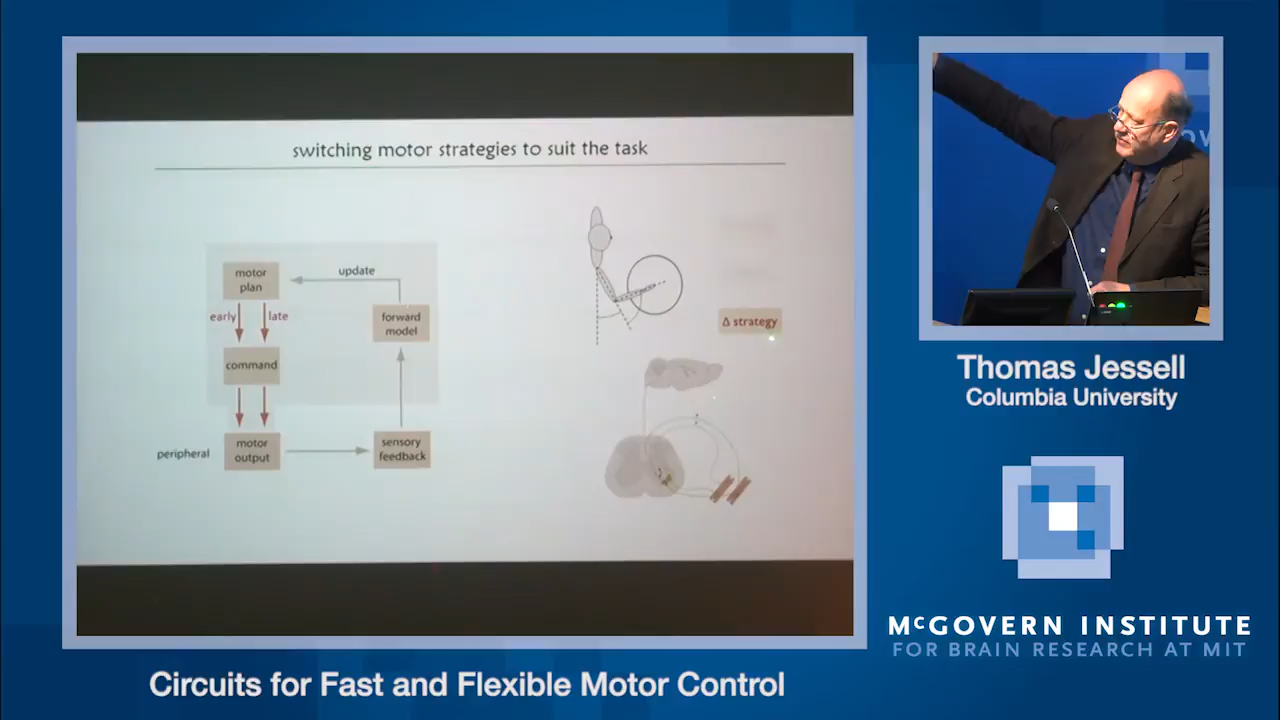 switching motor strategies to suit the task
motor
plan
update
early
late
forward
model
command
peripheral
motor
output
sensory
feedback
Δ strategy
Thomas Jessell
Columbia University
MCGOVERN INSTITUTE
FOR BRAIN RESEARCH AT MIT
Circuits for Fast and Flexible Motor Control